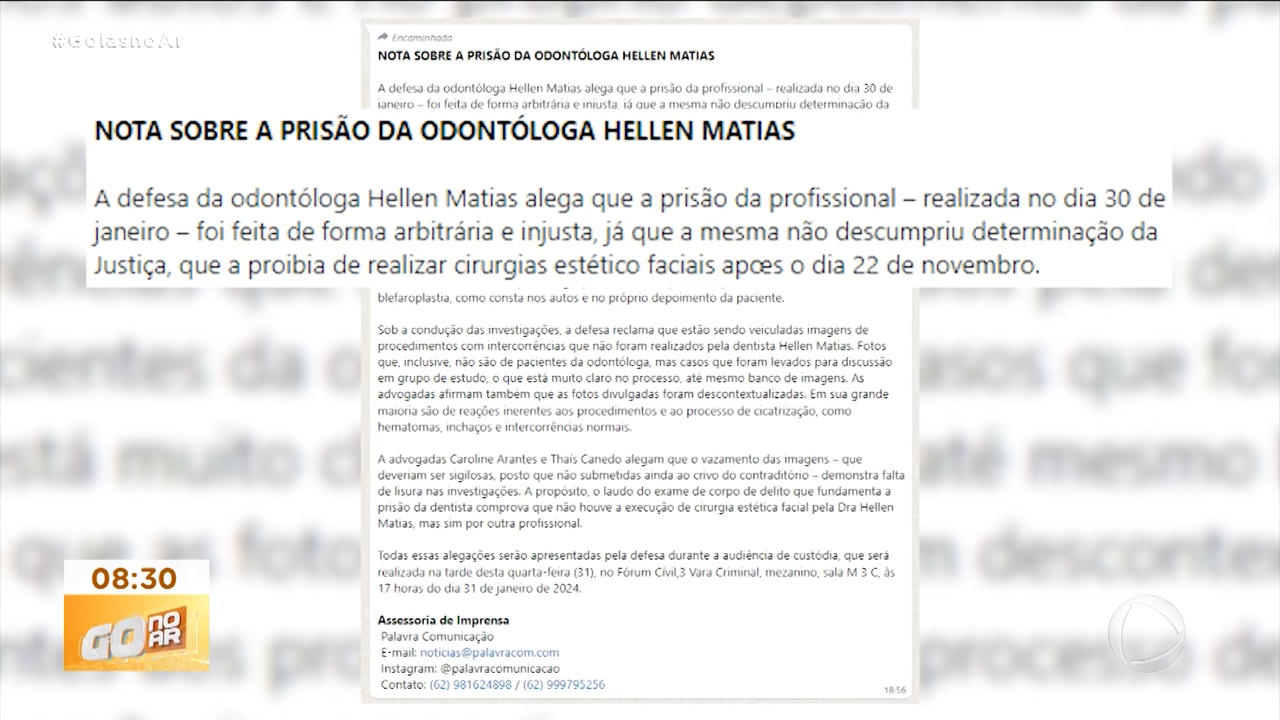 #GoiásnoAr
Encaminhada
NOTA SOBRE A PRISÃO DA ODONTÓLOGA HELLEN MATIAS
A defesa da odontóloga Hellen Matias alega que a prisão da profissional – realizada no dia 30 de
janeiro – foi feita de forma arbitrária e injusta, já que a mesma não descumpriu determinação da
NOTA SOBRE A PRISÃO DA ODONTÓLOGA HELLEN MATIAS
A defesa da odontóloga Hellen Matias alega que a prisão da profissional – realizada no dia 30 de
janeiro – foi feita de forma arbitrária e injusta, já que a mesma não descumpriu determinação da
Justiça, que a proibia de realizar cirurgias estético faciais apœs o dia 22 de novembro.
blefaroplastia, como consta nos autos e no próprio depoimento da paciente.
Sob a condução das investigações, a defesa reclama que estão sendo veiculadas imagens de
procedimentos com intercorrências que não foram realizados pela dentista Hellen Matias. Fotos
que, inclusive, não são de pacientes da odontóloga, mas casos que foram levados para discussão
em grupo de estudo, o que está muito claro no processo, até mesmo banco de imagens. As
advogadas afirmam também que as fotos divulgadas foram descontextualizadas. Em sua grande
maioria são de reações inerentes aos procedimentos e ao processo de cicatrização, como
hematomas, inchaços e intercorrências normais.
A advogadas Caroline Arantes e Thaís Canedo alegam que o vazamento das imagens – que
deveriam ser sigilosas, posto que não submetidas ainda ao crivo do contraditório – demonstra falta
de lisura nas investigações. A propósito, o laudo do exame de corpo de delito que fundamenta a
prisão da dentista comprova que não houve a execução de cirurgia estética facial pela Dra Hellen
Matias, mas sim por outra profissional.
Todas essas alegações serão apresentadas pela defesa durante a audiência de custódia, que será
realizada na tarde desta quarta-feira (31), no Fórum Cívil,3 Vara Criminal, mezanino, sala M 3 C, às
17 horas do dia 31 de janeiro de 2024.
Assessoria de Imprensa
Palavra Comunicação
E-mail: noticias@palavracom.com
Instagram: @palavracomunicacao
Contato: (62) 981624898 / (62) 999795256
18:56
08:30
GO NO AR